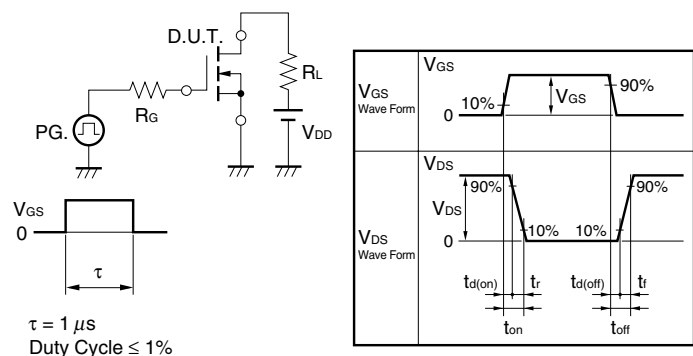 D.U.T.
RL
RG
PG.
VDD
VGS
0
τ
τ = 1 μs
Duty Cycle ≤ 1%
VGS
Wave Form
VGS
10%
0
VGS
90%
VDS
Wave Form
VDS
90%
VDS
0
10%
10%
90%
td(on)
tr
td(off)
tf
ton
toff